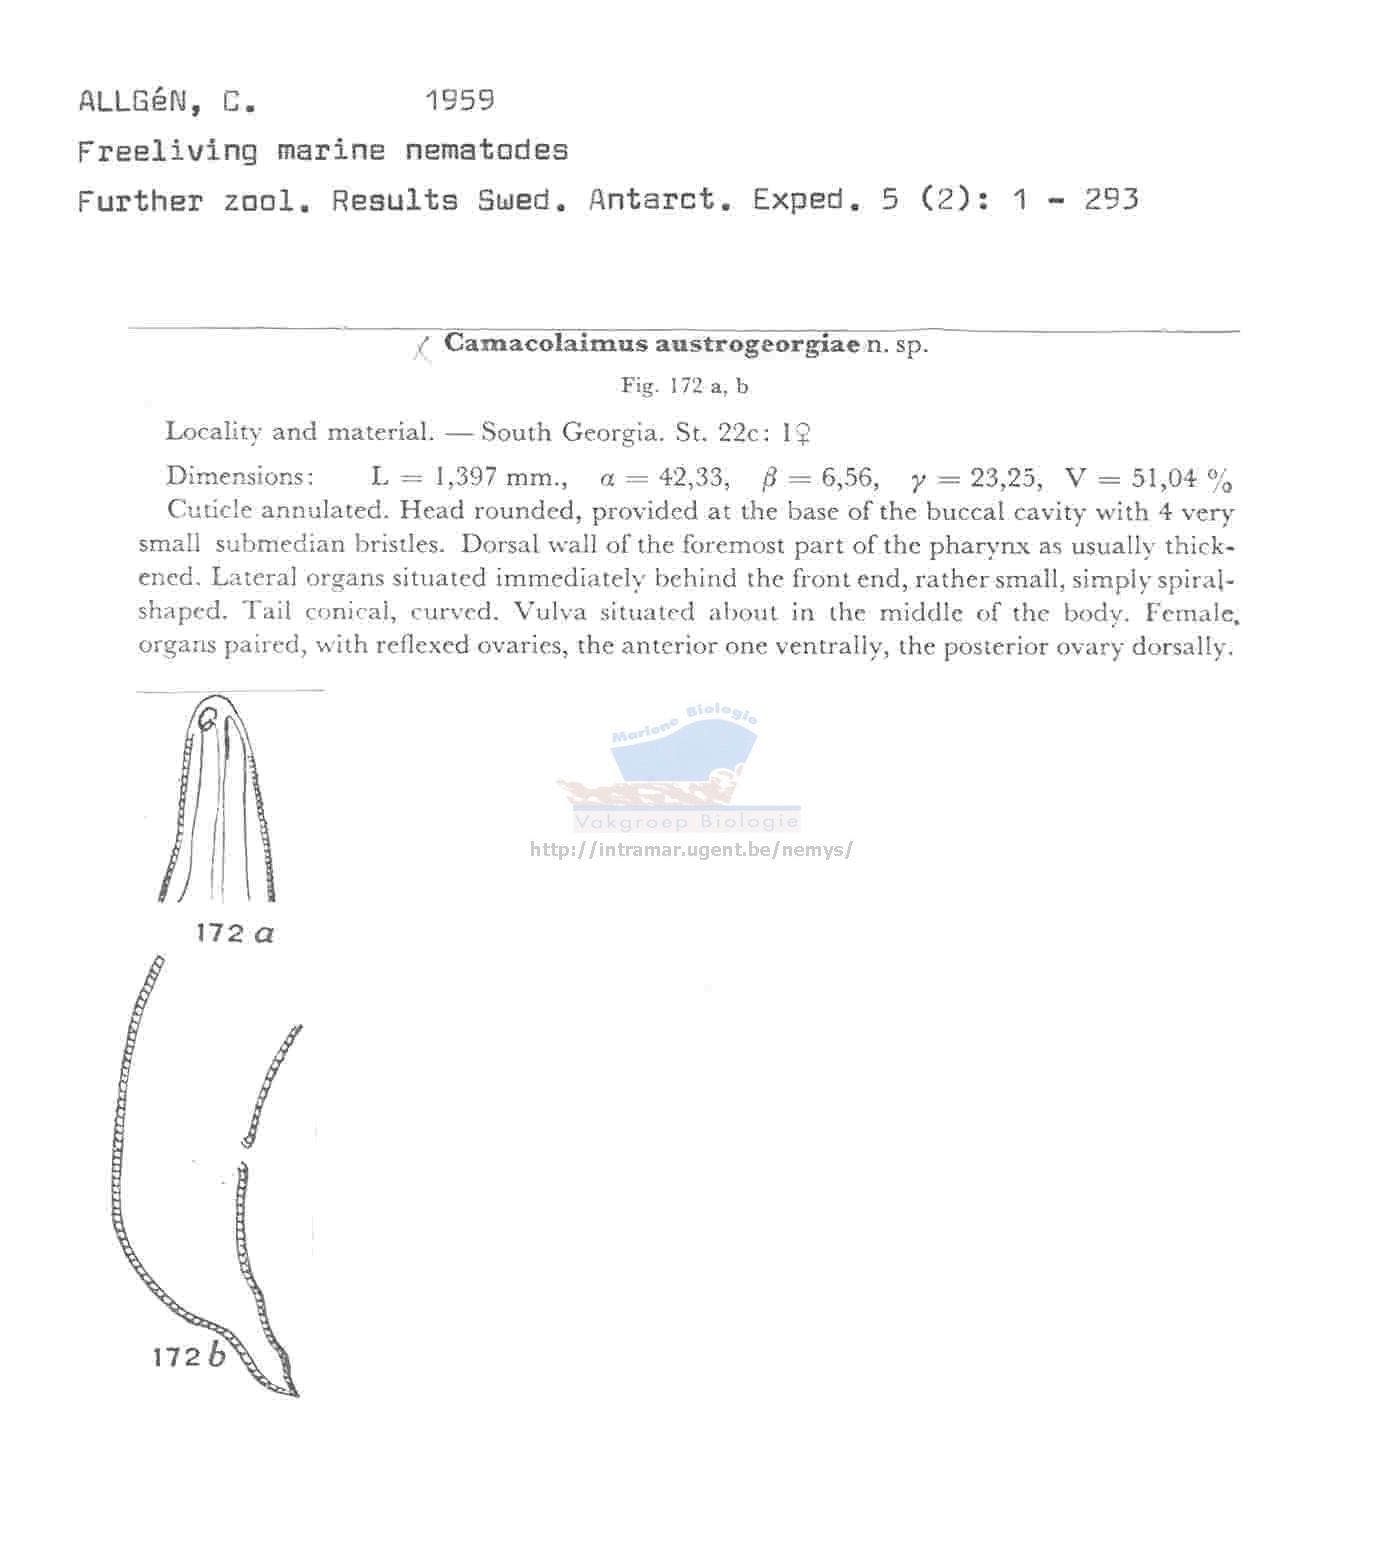 ALLGéN, C. 1959
Freeliving marine nematodes
Further zool. Results Swed. Antarct. Exped. 5 (2): 1 - 293
Camacolaimus austrogeorgiae n. sp.
Fig. 172 a, b
Locality and material. — South Georgia. St. 22c: 1♀
Dimensions: L = 1,397 mm., α = 42,33, β = 6,56, γ = 23,25, V = 51,04 %
Cuticle annulated. Head rounded, provided at the base of the buccal cavity with 4 very
small submedian bristles. Dorsal wall of the foremost part of the pharynx as usually thick-
ened. Lateral organs situated immediately behind the front end, rather small, simply spiral-
shaped. Tail conical, curved. Vulva situated about in the middle of the body. Female
organs paired, with reflexed ovaries, the anterior one ventrally, the posterior ovary dorsally.
Mariene Biologie
Vakgroep Biologie
http://intramar.ugent.be/nemys/
172 a
172 b